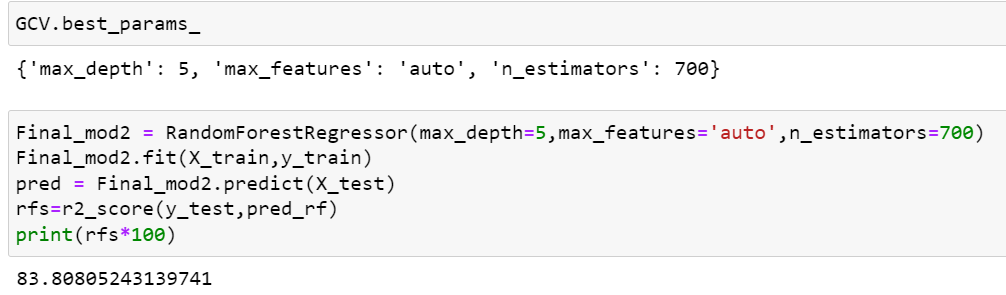 GCV.best_params_
{'max_depth': 5, 'max_features': 'auto', 'n_estimators': 700}
Final_mod2 = RandomForestRegressor(max_depth=5,max_features='auto',n_estimators=700)
Final_mod2.fit(X_train,y_train)
pred = Final_mod2.predict(X_test)
rfs=r2_score(y_test,pred_rf)
print(rfs*100)
83.80805243139741